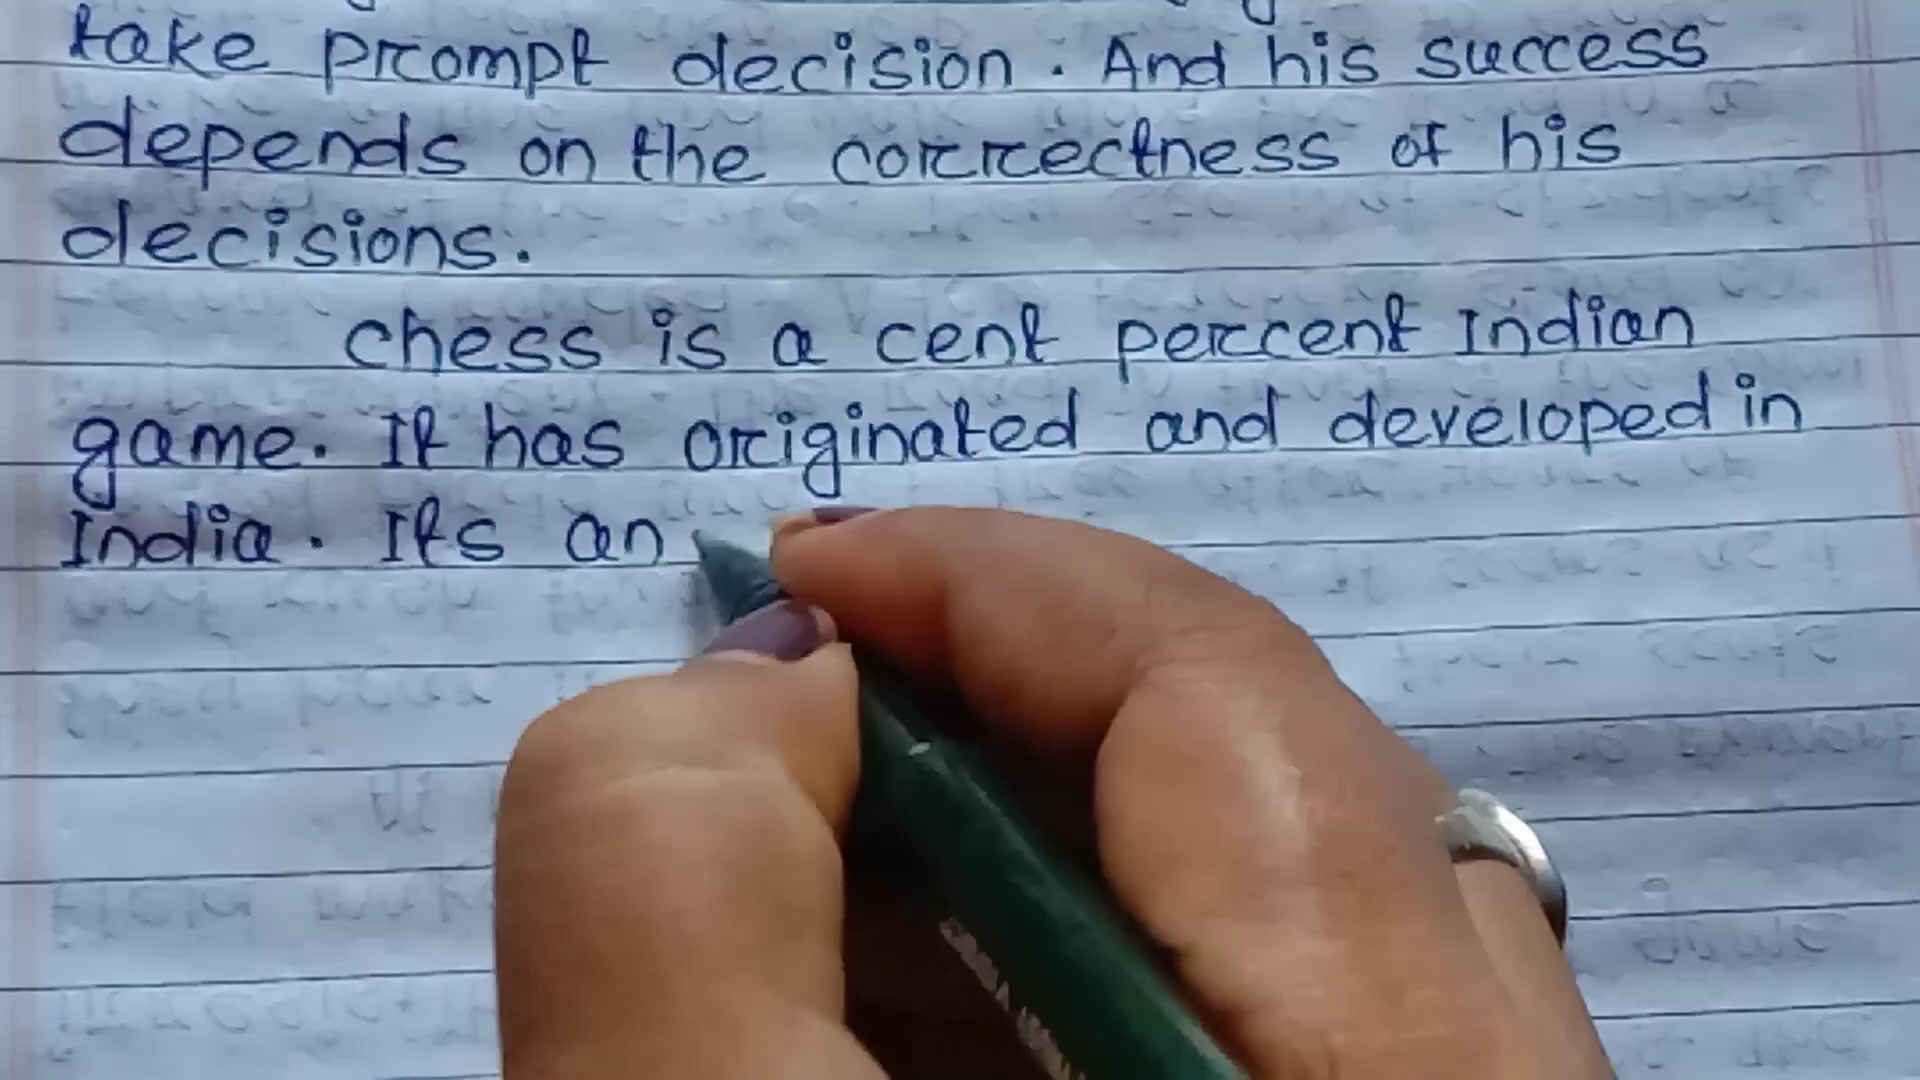 take prompt decision. And his success
depends on the correctness of his
decisions.
chess is a cent percent Indian
game. It has originated and developed in
India. Its an